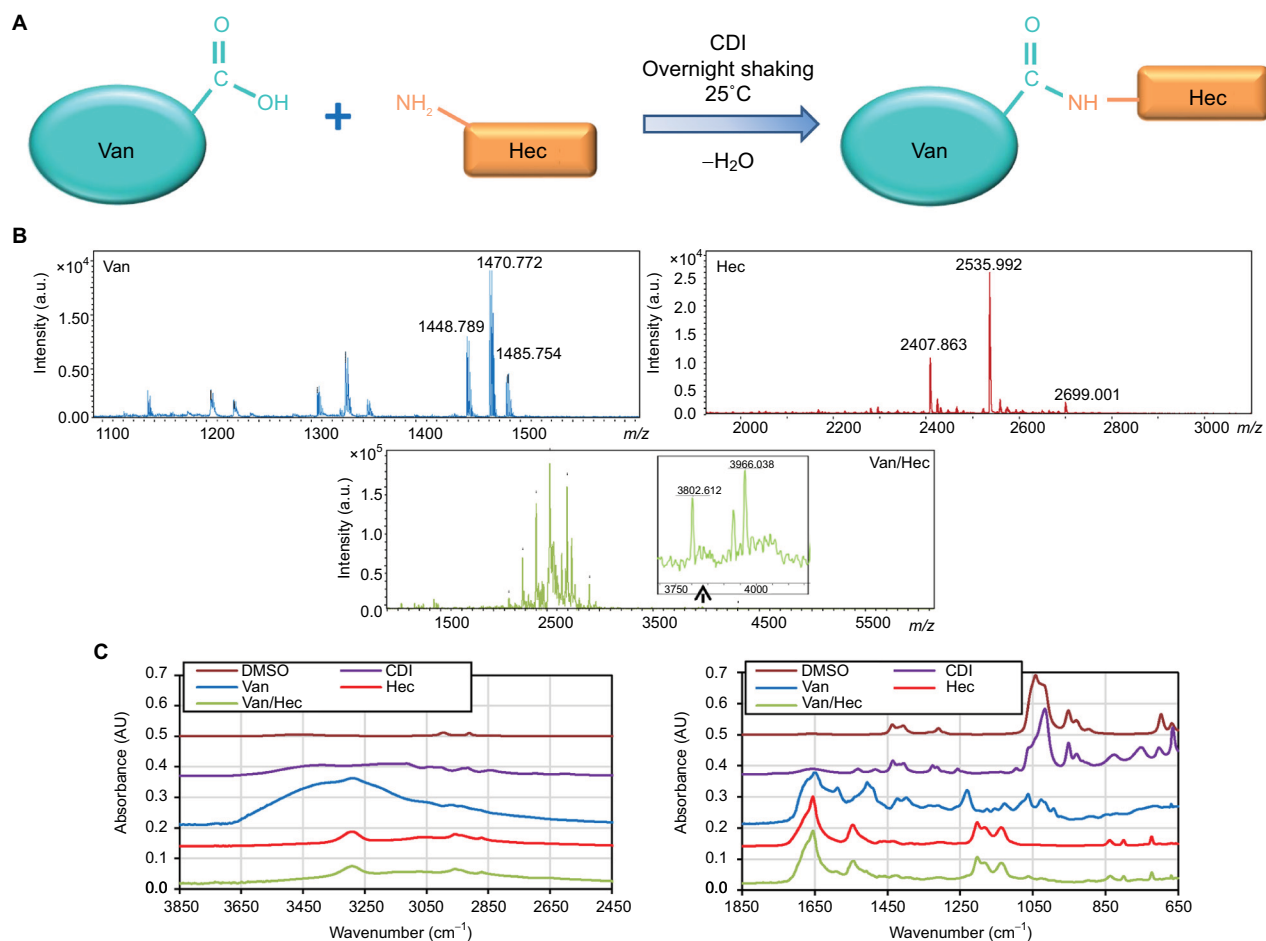 A
O
C
OH
Van
+
NH₂
Hec
CDI
Overnight shaking
25˚C
–H₂O
O
C
NH
Hec
Van
B
×10⁴
Van
Intensity (a.u.)
1.50
0.50
0.00
1470.772
1448.789
1485.754
1100 1200 1300 1400 1500 m/z
×10⁴
Hec
Intensity (a.u.)
2.5
2.0
1.5
1.0
0.5
0.0
2535.992
2407.863
2699.001
2000 2200 2400 2600 2800 3000 m/z
×10⁵
Van/Hec
Intensity (a.u.)
1.5
1.0
0.5
0.0
3966.038
3802.612
3750 4000
1500 2500 3500 4500 5500 m/z
C
DMSO CDI
Van Hec
Van/Hec
Absorbance (AU)
0.7
0.6
0.5
0.4
0.3
0.2
0.1
0.0
3850 3650 3450 3250 3050 2850 2650 2450
Wavenumber (cm⁻¹)
DMSO CDI
Van Hec
Van/Hec
Absorbance (AU)
0.7
0.6
0.5
0.4
0.3
0.2
0.1
0.0
1850 1650 1450 1250 1050 850 650
Wavenumber (cm⁻¹)